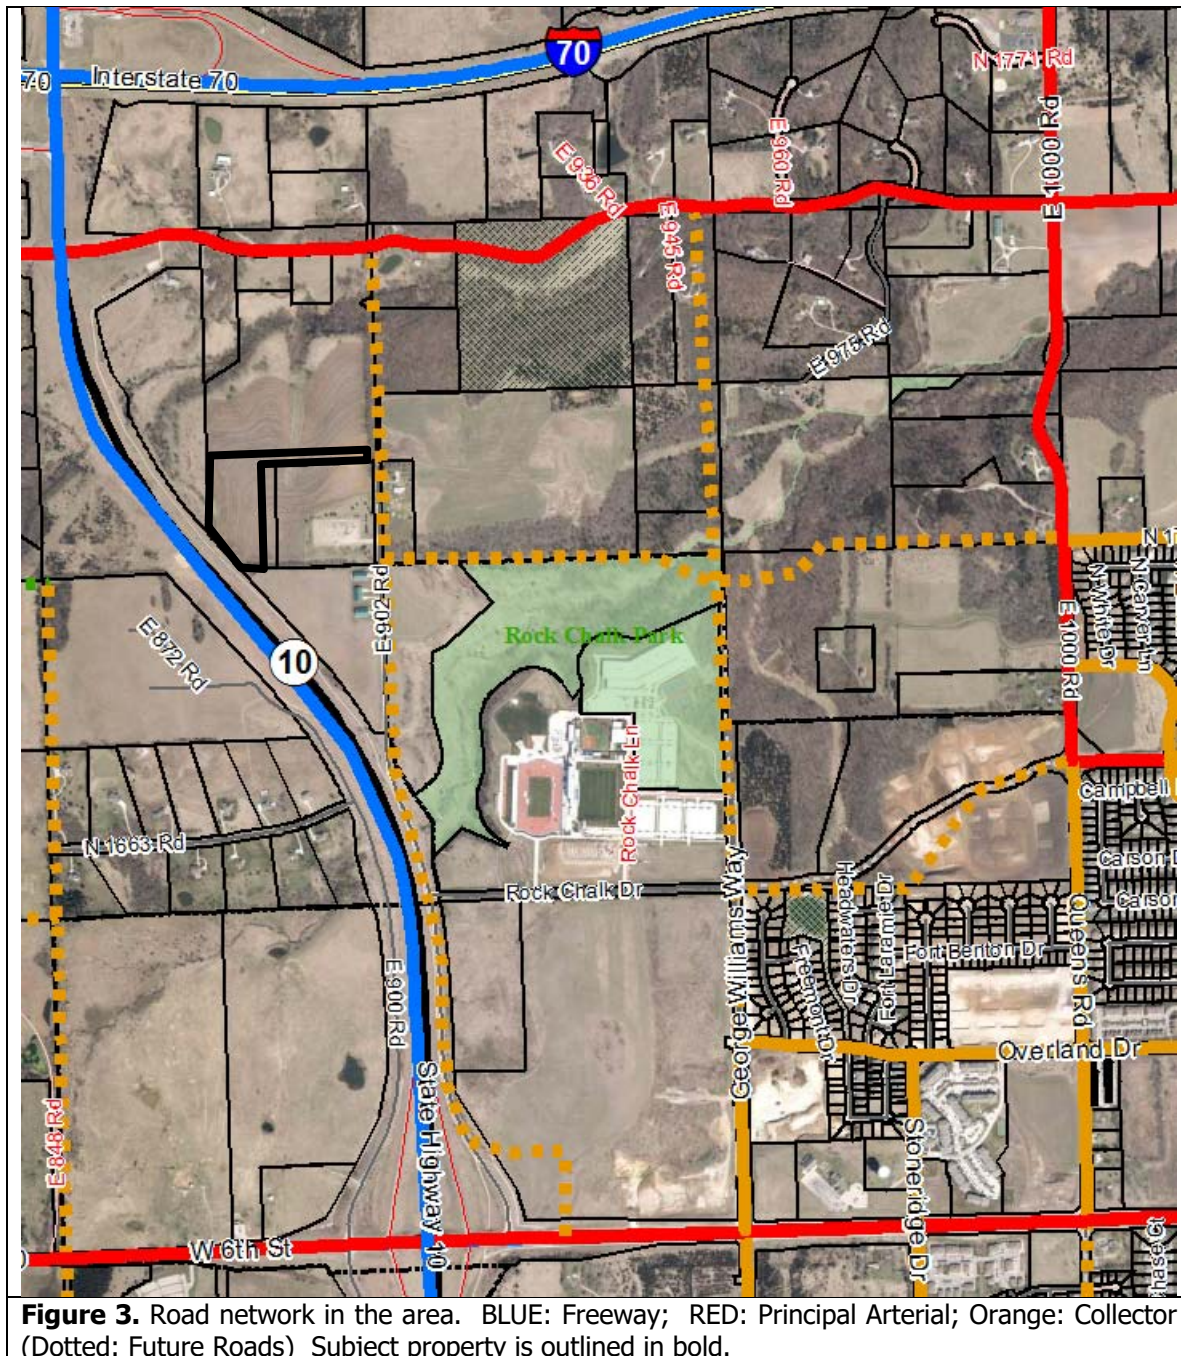 70
N 1771 Rd
70
Interstate 70
E 1000 Rd
E 960 Rd
E 936 Rd
E 945 Rd
E 975 Rd
N 1
N Carver Ln
N White Dr
E 902 Rd
E 1000 Rd
Rock Chalk Park
E 872 Rd
10
Rock Chalk Ln
Campbell
N 1663 Rd
Carson D
Rock Chalk Dr
Carson
George Williams Way
Headwaters Dr
Fort Laramie Dr
Queens Rd
Freemont Dr
Fort Benton Dr
E 900 Rd
Overland Dr
State Highway 10
E 848 Rd
Stoneridge Dr
W 6th St
hase Ct
Figure 3. Road network in the area. BLUE: Freeway; RED: Principal Arterial; Orange: Collector
(Dotted: Future Roads) Subject property is outlined in bold.